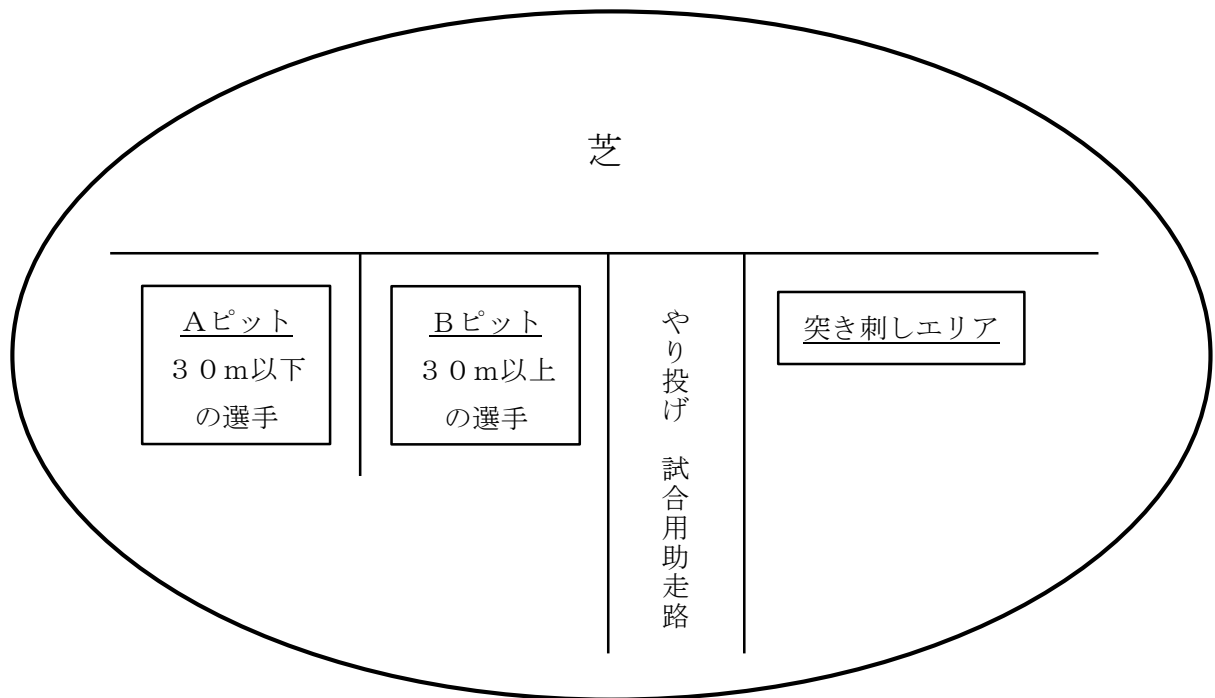 芝
Aピット
30m以下
の選手
Bピット
30m以上
の選手
やり投げ 試合用助走路
突き刺しエリア